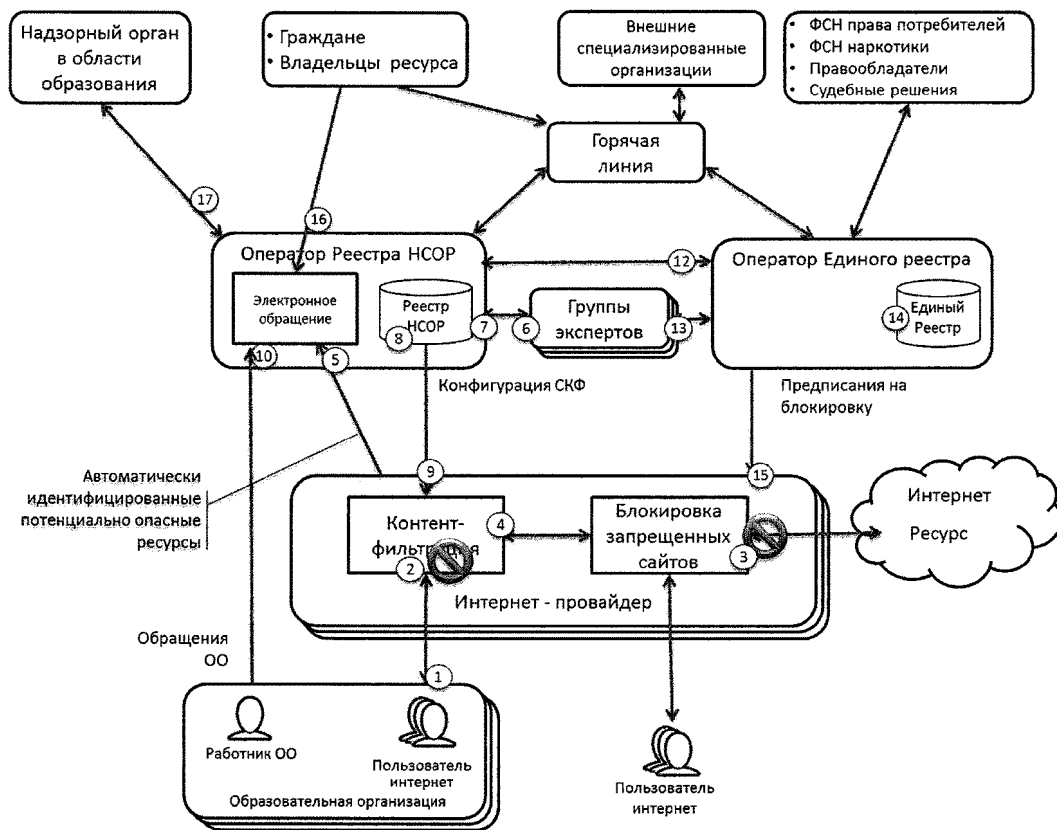 Надзорный орган
в области
образования
• Граждане
• Владельцы ресурса
Внешние
специализированные
организации
• ФСН права потребителей
• ФСН наркотики
• Правообладатели
• Судебные решения
Горячая
линия
17
16
Оператор Реестра НСОР
12
Оператор Единого реестра
Электронное
обращение
Реестр
НСОР
8
7
6
Группы
экспертов
13
14
Единый
Реестр
10
5
Конфигурация СКФ
Предписания на
блокировку
Автоматически
идентифицированные
потенциально опасные
ресурсы
9
15
Контент-
фильтрация
2
4
Блокировка
запрещенных
сайтов
3
Интернет
Ресурс
Интернет - провайдер
Обращения
ОО
1
Работник ОО
Пользователь
интернет
Образовательная организация
Пользователь
интернет